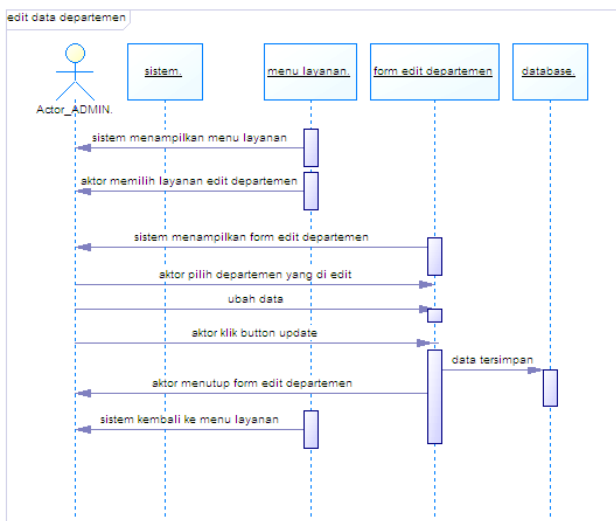 edit data departemen
sistem.
menu layanan.
form edit departemen
database.
Actor_ADMIN.
sistem menampilkan menu layanan
aktor memilih layanan edit departemen
sistem menampilkan form edit departemen
aktor pilih departemen yang di edit
ubah data
aktor klik button update
data tersimpan
aktor menutup form edit departemen
sistem kembali ke menu layanan